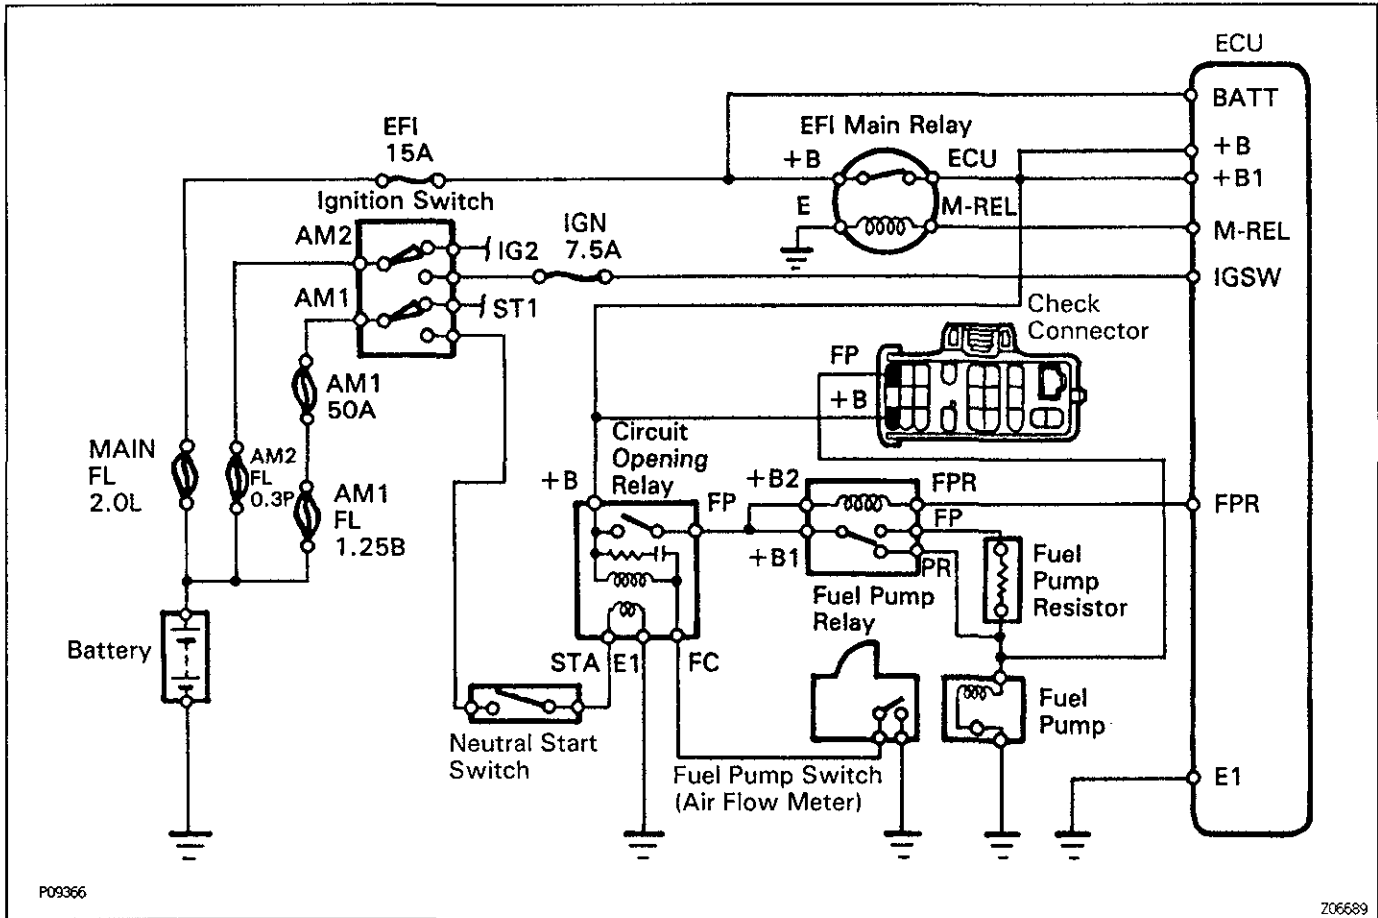 ECU
BATT
+B
+B1
M-REL
IGSW
FPR
E1
EFI
15A
EFI Main Relay
+B
ECU
E
M-REL
Ignition Switch
AM2
IG2
IGN
7.5A
AM1
ST1
Check
Connector
FP
+B
AM1
50A
MAIN
FL
2.0L
AM2
FL
0.3P
AM1
FL
1.25B
Circuit
Opening
Relay
+B
FP
+B2
FPR
FP
+B1
PR
Fuel Pump
Relay
Fuel
Pump
Resistor
Battery
STA
E1
FC
Neutral Start
Switch
Fuel Pump Switch
(Air Flow Meter)
Fuel
Pump
P09366
Z06689